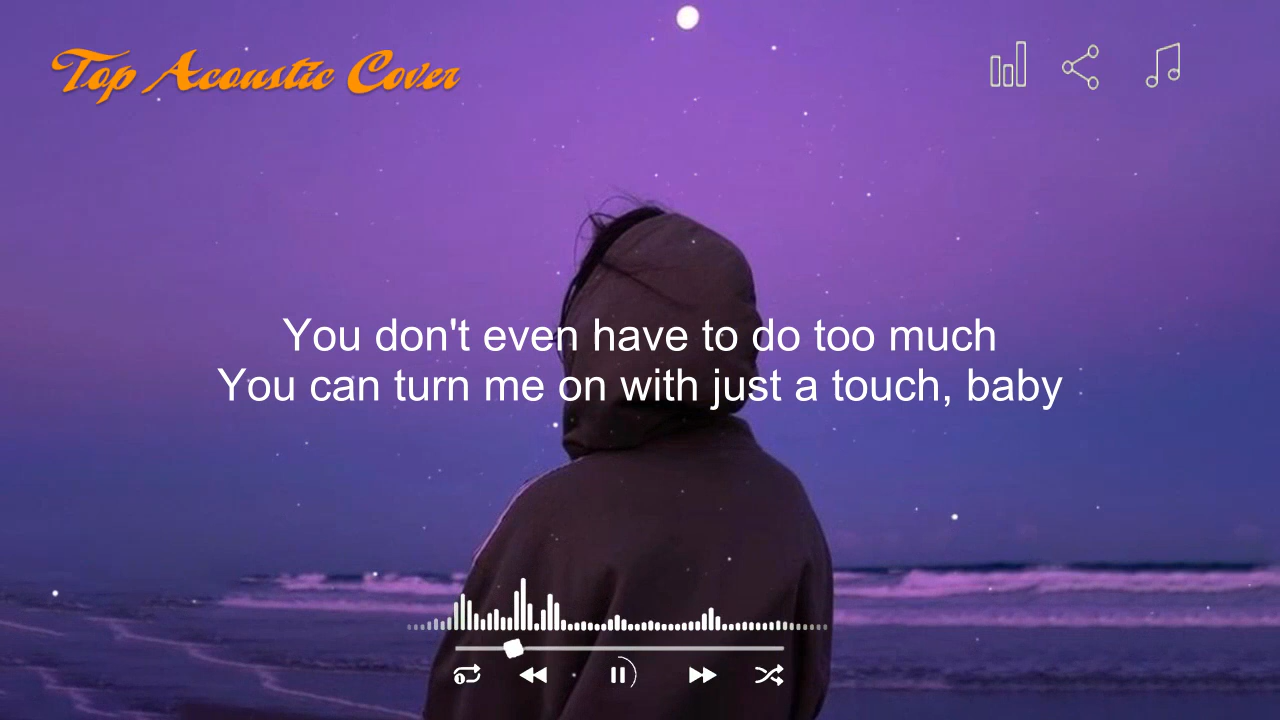 Top Acoustic Cover
You don't even have to do too much
You can turn me on with just a touch, baby